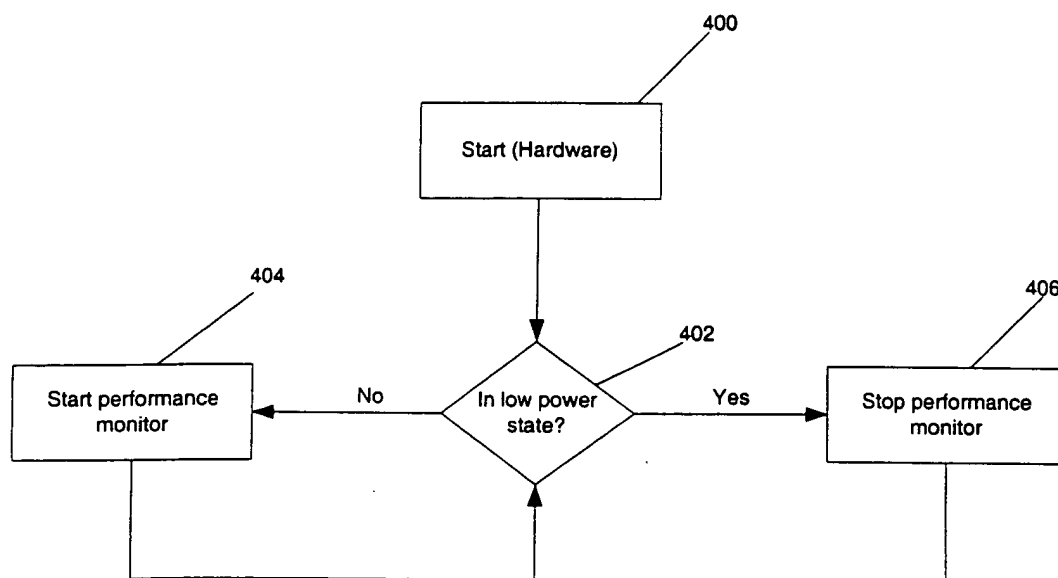 400
Start (Hardware)
404
406
402
Start performance
monitor
No
In low power
state?
Yes
Stop performance
monitor